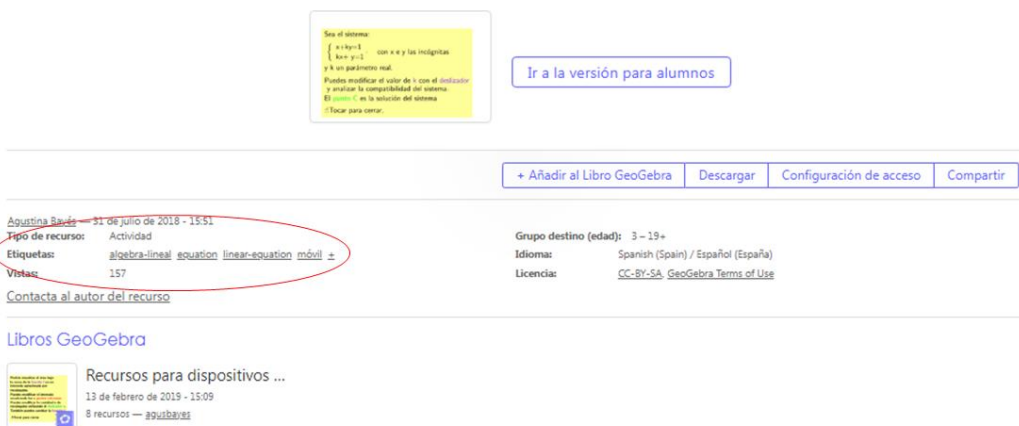 Sea el sistema:
x+ky=1
kx+ y=1
con x e y las incógnitas
y k un parámetro real.
Puedes modificar el valor de k con el deslizador
y analizar la compatibilidad del sistema
El punto C es la solución del sistema
Tocar para cerrar.
Ir a la versión para alumnos
+ Añadir al Libro GeoGebra Descargar Configuración de acceso Compartir
Agustina Bayés — 31 de julio de 2018 - 15:51
Tipo de recurso: Actividad
Etiquetas: algebra-lineal equation linear-equation móvil +
Vistas: 157
Contacta al autor del recurso
Grupo destino (edad): 3 – 19+
Idioma: Spanish (Spain) / Español (España)
Licencia: CC-BY-SA, GeoGebra Terms of Use
Libros GeoGebra
Recursos para dispositivos ...
13 de febrero de 2019 - 15:09
8 recursos — agusbayes